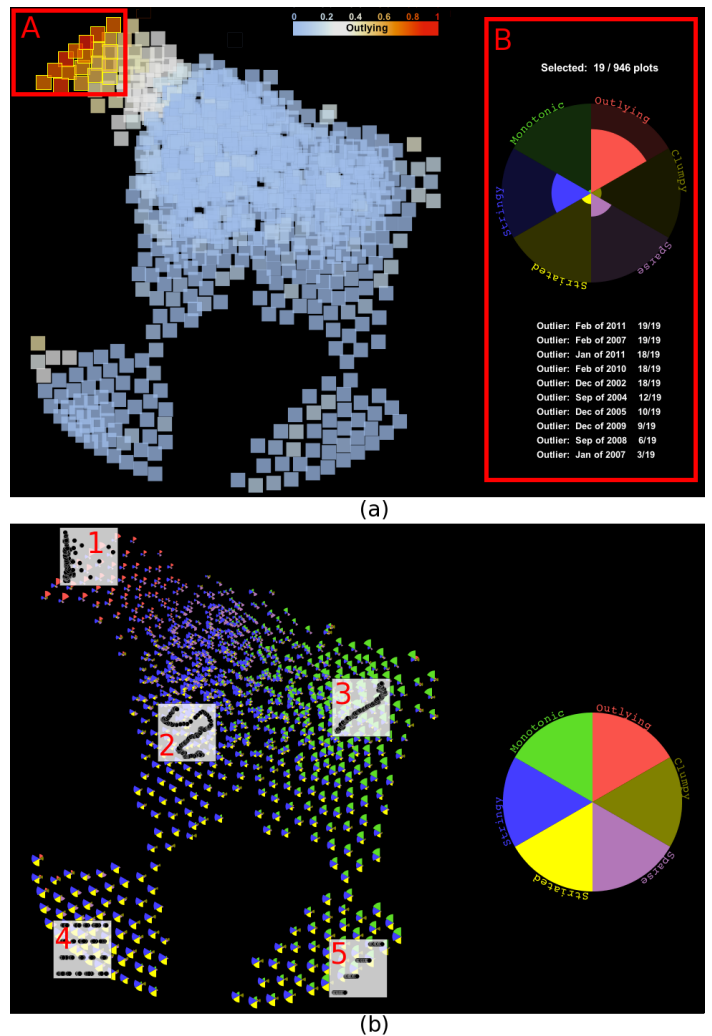 A
0 0.2 0.4 0.6 0.8 1
Outlying
B
Selected: 19 / 946 plots
Monotonic
Outlying
Clumpy
Sparse
Striated
Stringy
Outlier: Feb of 2011 19/19
Outlier: Feb of 2007 19/19
Outlier: Jan of 2011 18/19
Outlier: Feb of 2010 18/19
Outlier: Dec of 2002 18/19
Outlier: Sep of 2004 12/19
Outlier: Dec of 2005 10/19
Outlier: Dec of 2009 9/19
Outlier: Sep of 2008 6/19
Outlier: Jan of 2007 3/19
(a)
1
2
3
4
5
Monotonic
Outlying
Clumpy
Sparse
Striated
Stringy
(b)